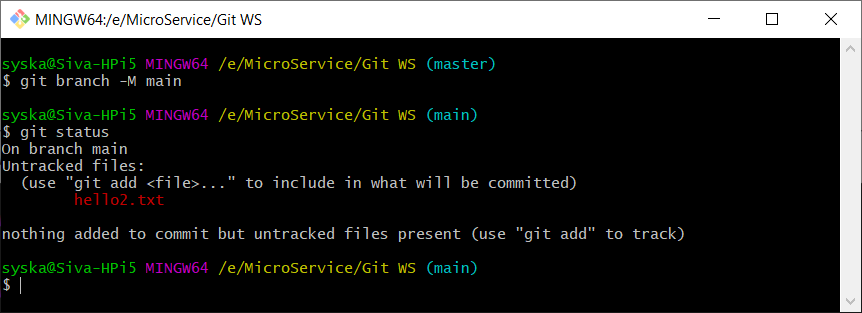 MINGW64:/e/MicroService/Git WS
syska@Siva-HPi5 MINGW64 /e/MicroService/Git WS (master)
$ git branch -M main
syska@Siva-HPi5 MINGW64 /e/MicroService/Git WS (main)
$ git status
On branch main
Untracked files:
  (use "git add <file>..." to include in what will be committed)
        hello2.txt
nothing added to commit but untracked files present (use "git add" to track)
syska@Siva-HPi5 MINGW64 /e/MicroService/Git WS (main)
$